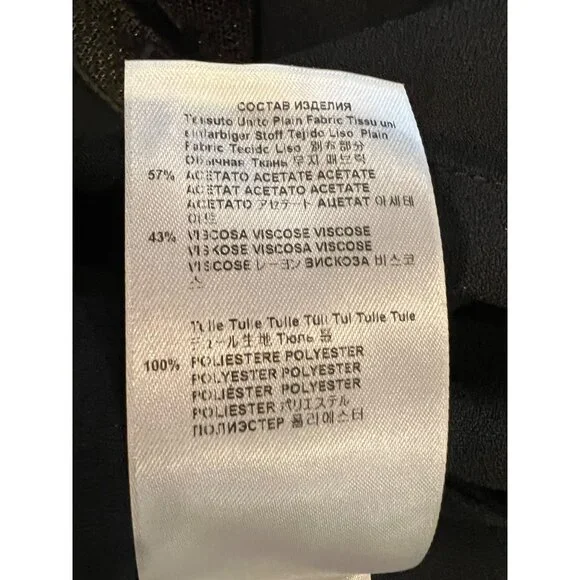 СОСТАВ ИЗДЕЛИЯ
Tessuto Unito Plain Fabric Tissu uni
einfarbiger Stoff Tejido Liso Plain
Fabric Tecido Liso 別布部分
Обычная Ткань 무지 패브릭
57% ACETATO ACETATE ACETATE
ACETAT ACETATO ACETATE
ACETATO アセテート АЦЕТАТ 아세테
이트
43% VISCOSA VISCOSE VISCOSE
VISKOSE VISCOSA VISCOSE
VISCOSE レーヨン ВИСКОЗА 비스코
스
Tulle Tulle Tulle Tüll Tul Tulle Tule
チュール生地 Тюль 튤
100% POLIESTERE POLYESTER
POLYESTER POLYESTER
POLIESTER POLYESTER
POLIESTER ポリエステル
ПОЛИЭСТЕР 폴리에스터